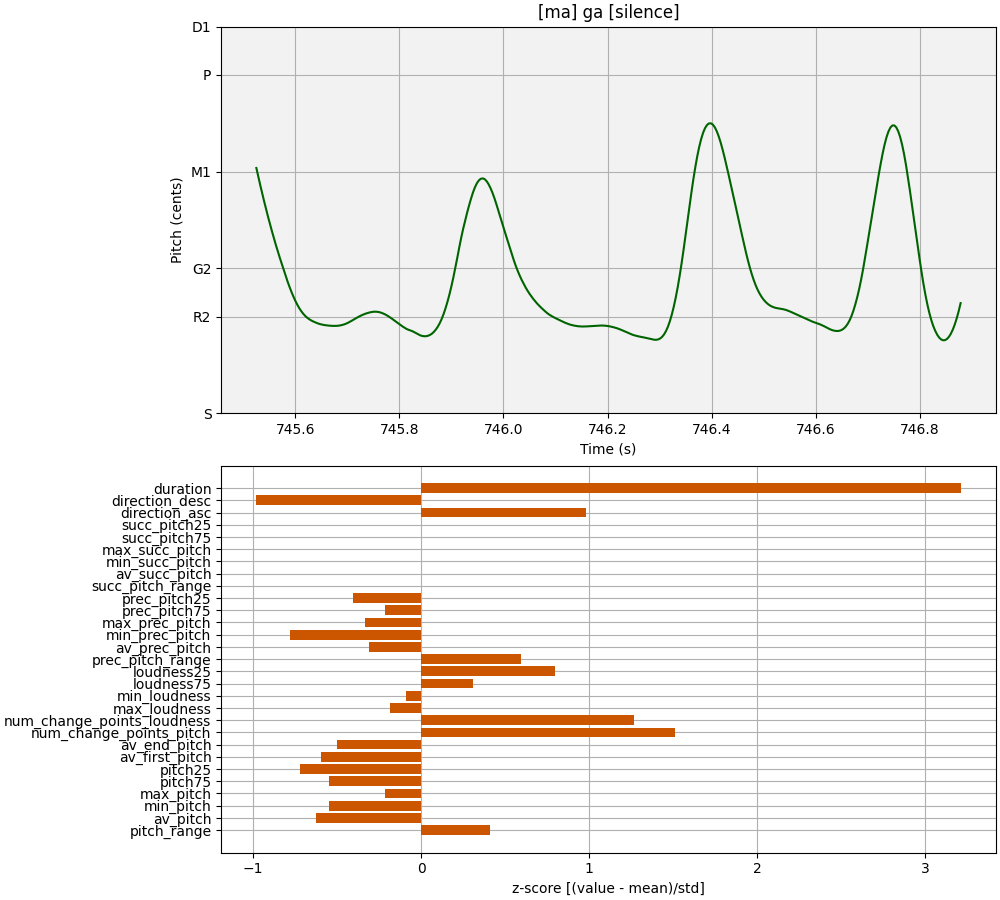 [ma] ga [silence]
D1
P
M1
G2
R2
S
Pitch (cents)
745.6 745.8 746.0 746.2 746.4 746.6 746.8
Time (s)
duration
direction_desc
direction_asc
succ_pitch25
succ_pitch75
max_succ_pitch
min_succ_pitch
av_succ_pitch
succ_pitch_range
prec_pitch25
prec_pitch75
max_prec_pitch
min_prec_pitch
av_prec_pitch
prec_pitch_range
loudness25
loudness75
min_loudness
max_loudness
num_change_points_loudness
num_change_points_pitch
av_end_pitch
av_first_pitch
pitch25
pitch75
max_pitch
min_pitch
av_pitch
pitch_range
−1 0 1 2 3
z-score [(value - mean)/std]